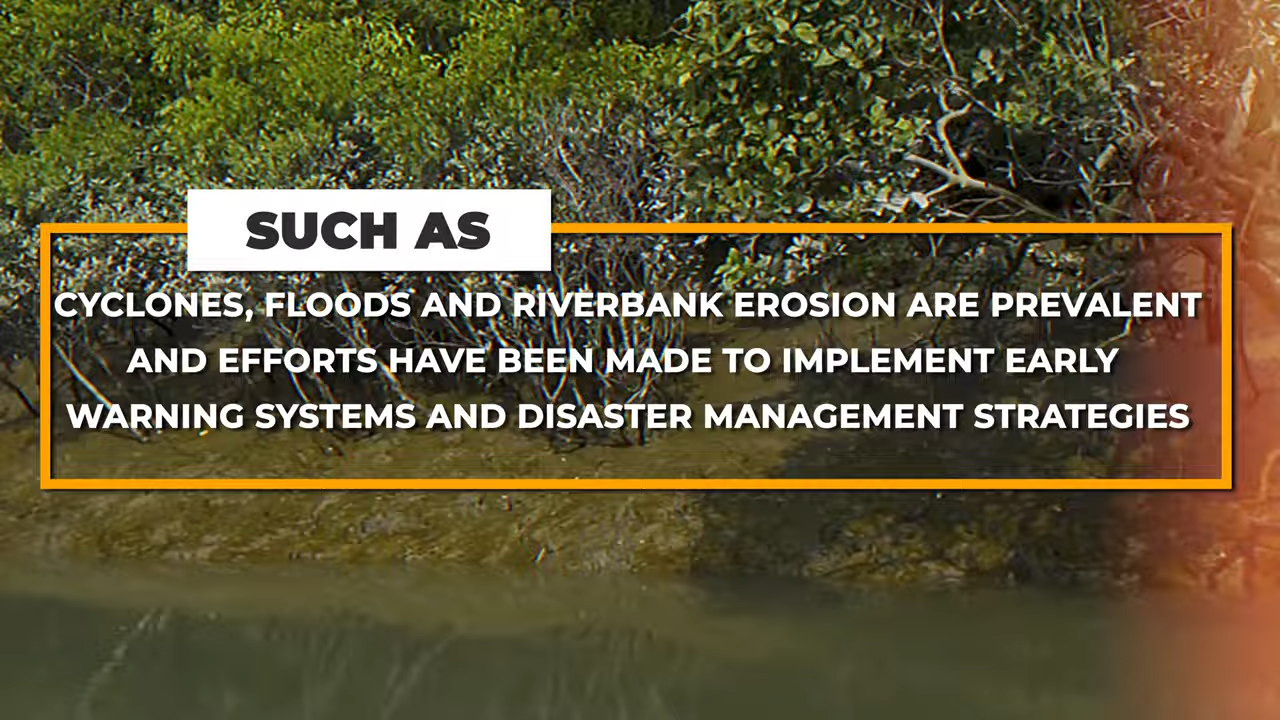 SUCH AS
CYCLONES, FLOODS AND RIVERBANK EROSION ARE PREVALENT
AND EFFORTS HAVE BEEN MADE TO IMPLEMENT EARLY
WARNING SYSTEMS AND DISASTER MANAGEMENT STRATEGIES